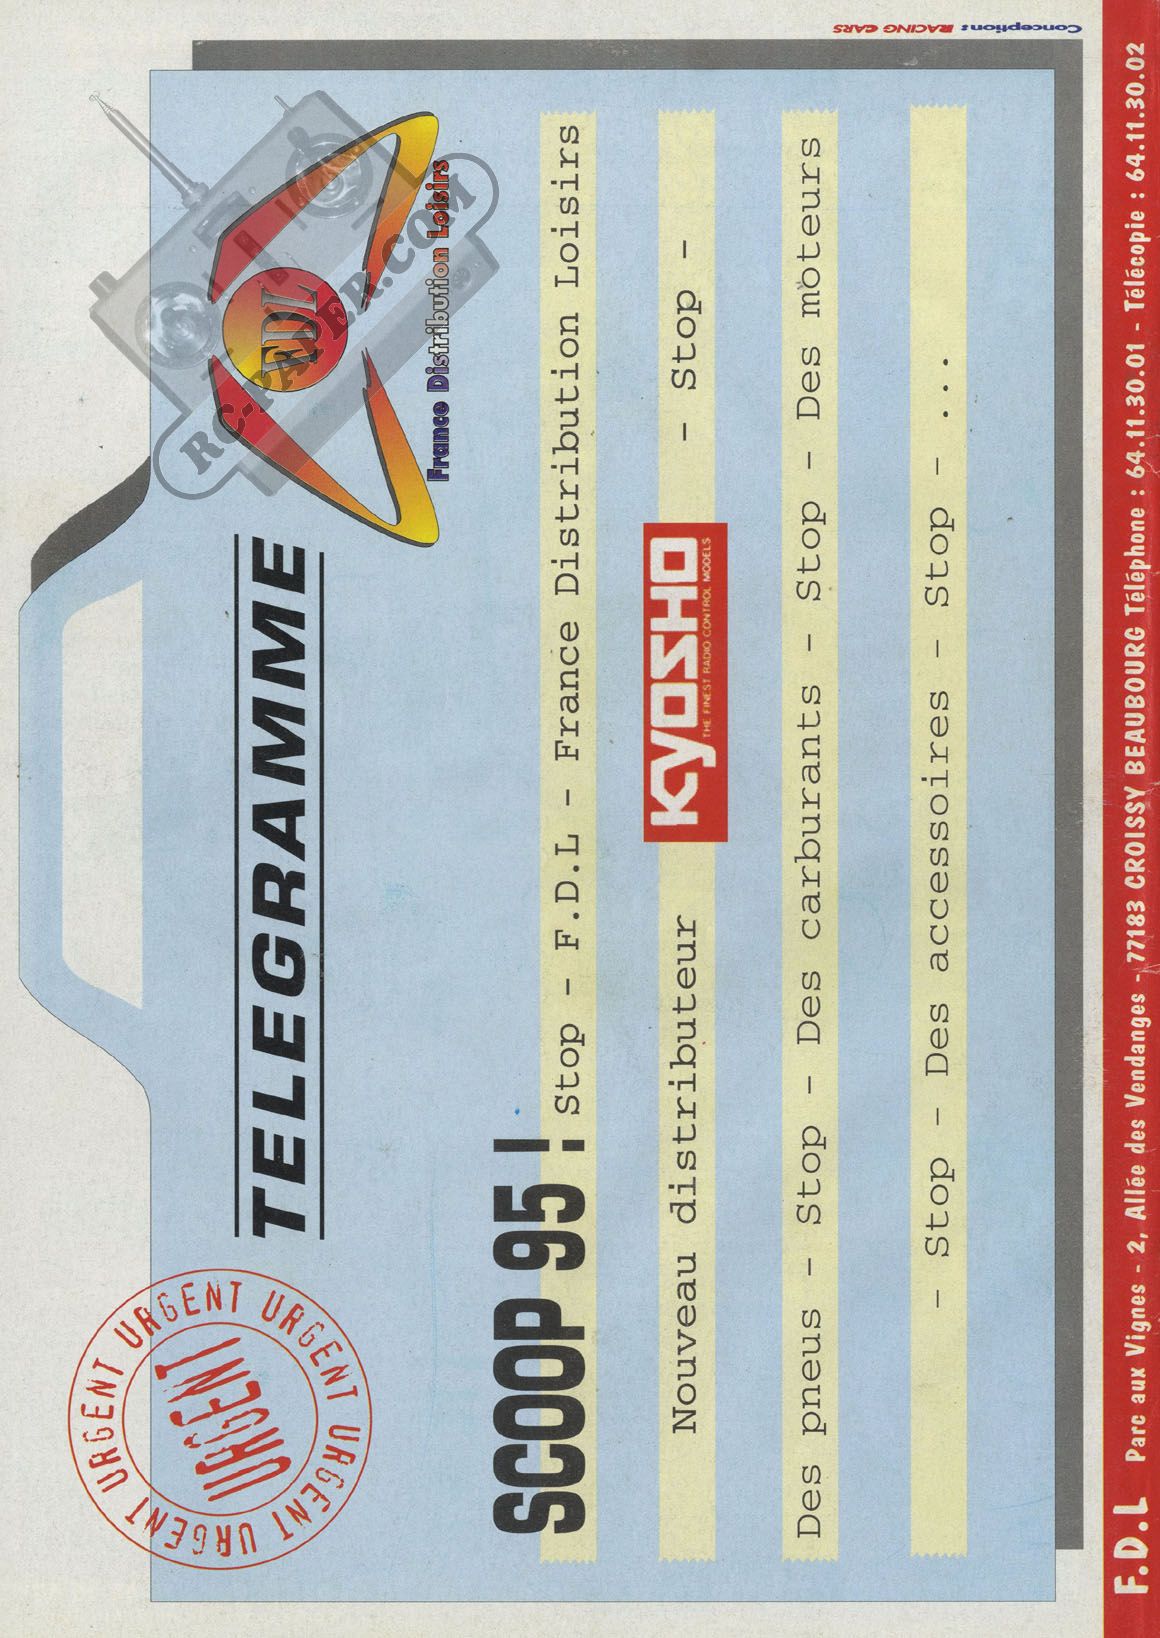 Conception: RACING CARS
URGENT URGENT URGENT URGENT URGENT URGENT
URGENT
TELEGRAMME
FDL
France Distribution Loisirs
RC-PAPER.COM
SCOOP 95 ! Stop - F.D.L - France Distribution Loisirs
Nouveau distributeur KYOSHO - Stop -
THE FINEST RADIO CONTROL MODELS
Des pneus - Stop - Des carburants - Stop - Des moteurs
- Stop - Des accessoires - Stop - ...
F.D.L Parc aux Vignes - 2, Allée des Vendanges - 77183 CROISSY BEAUBOURG Téléphone : 64.11.30.01 - Télécopie : 64.11.30.02